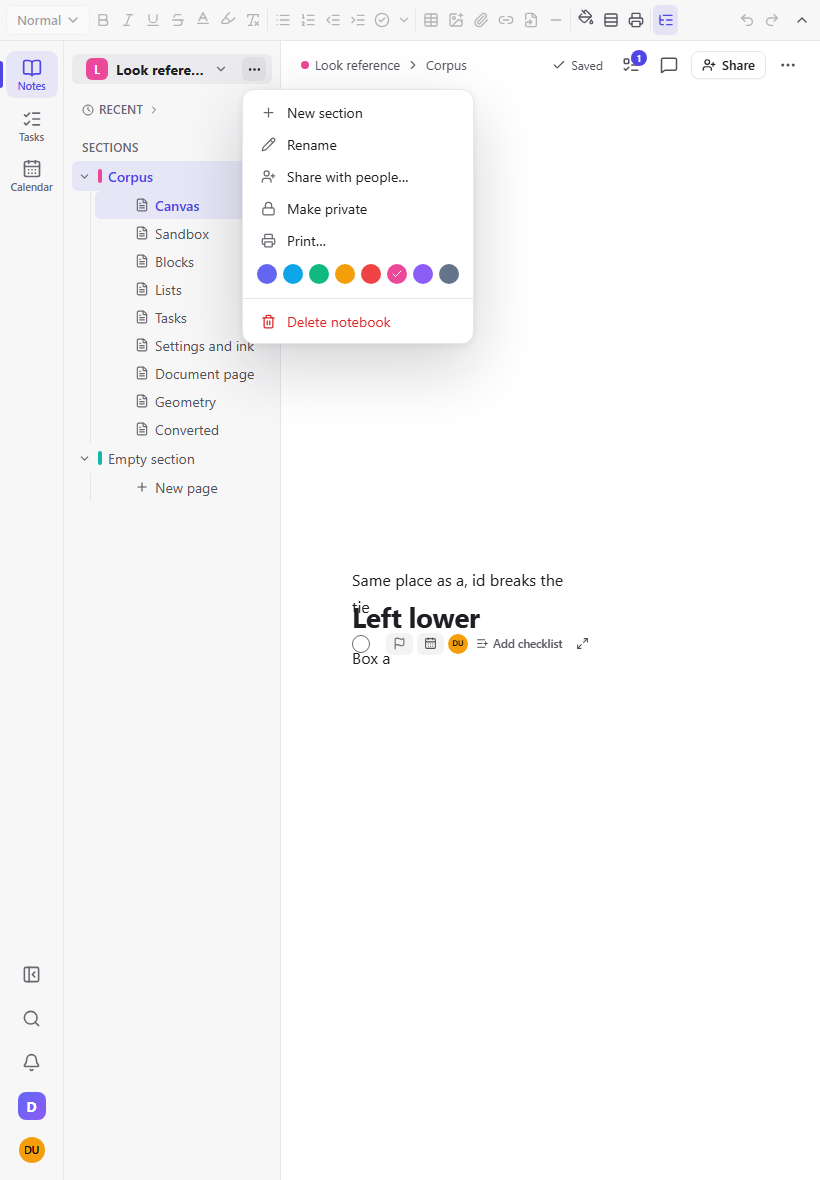 Normal
Notes
Tasks
Calendar
L Look refere...
RECENT
SECTIONS
Corpus
Canvas
Sandbox
Blocks
Lists
Tasks
Settings and ink
Document page
Geometry
Converted
Empty section
New page
New section
Rename
Share with people...
Make private
Print...
Delete notebook
Look reference > Corpus
Saved
1
Share
Same place as a, id breaks the
tie
Left lower
DU
Add checklist
Box a
D
DU